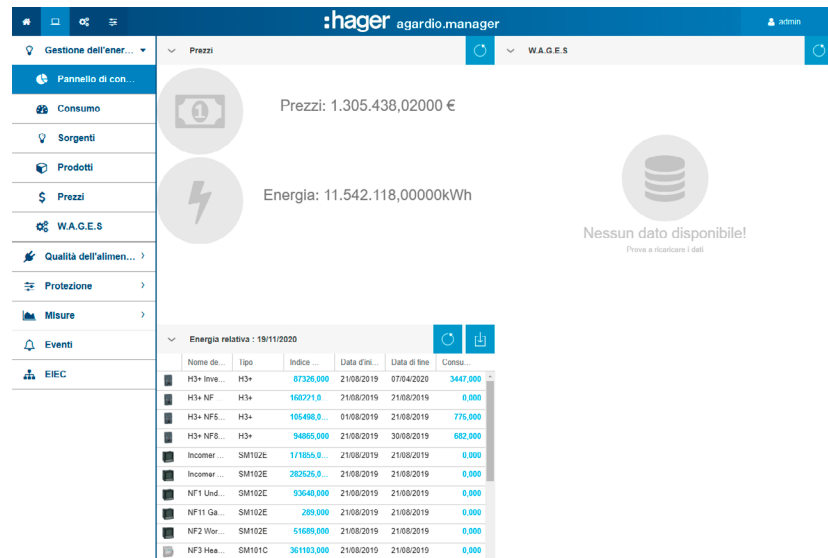 :hager agardio.manager
admin
Gestione dell'ener...
Pannello di con...
Consumo
Sorgenti
Prodotti
Prezzi
W.A.G.E.S
Qualità dell'alimen...
Protezione
Misure
Eventi
EIEC
Prezzi
1
Prezzi: 1.305.438,02000 €
Energia: 11.542.118,00000kWh
W.A.G.E.S
Nessun dato disponibile!
Prova a ricaricare i dati
Energia relativa : 19/11/2020
Nome de... Tipo Indice ... Data d'ini... Data di fine Consu...
H3+ Inve... H3+ 87326,000 21/08/2019 07/04/2020 3447,000
H3+ NF ... H3+ 160221,0... 21/08/2019 21/08/2019 0,000
H3+ NF5... H3+ 105498,0... 01/08/2019 21/08/2019 775,000
H3+ NF8... H3+ 94865,000 21/08/2019 30/08/2019 682,000
Incomer ... SM102E 171855,0... 21/08/2019 21/08/2019 0,000
Incomer ... SM102E 282626,0... 21/08/2019 21/08/2019 0,000
NF1 Und... SM102E 93648,000 21/08/2019 21/08/2019 0,000
NF11 Ga... SM102E 289,000 21/08/2019 21/08/2019 0,000
NF2 Wor... SM102E 51689,000 21/08/2019 21/08/2019 0,000
NF3 Hea... SM101C 361103,000 21/08/2019 21/08/2019 0,000